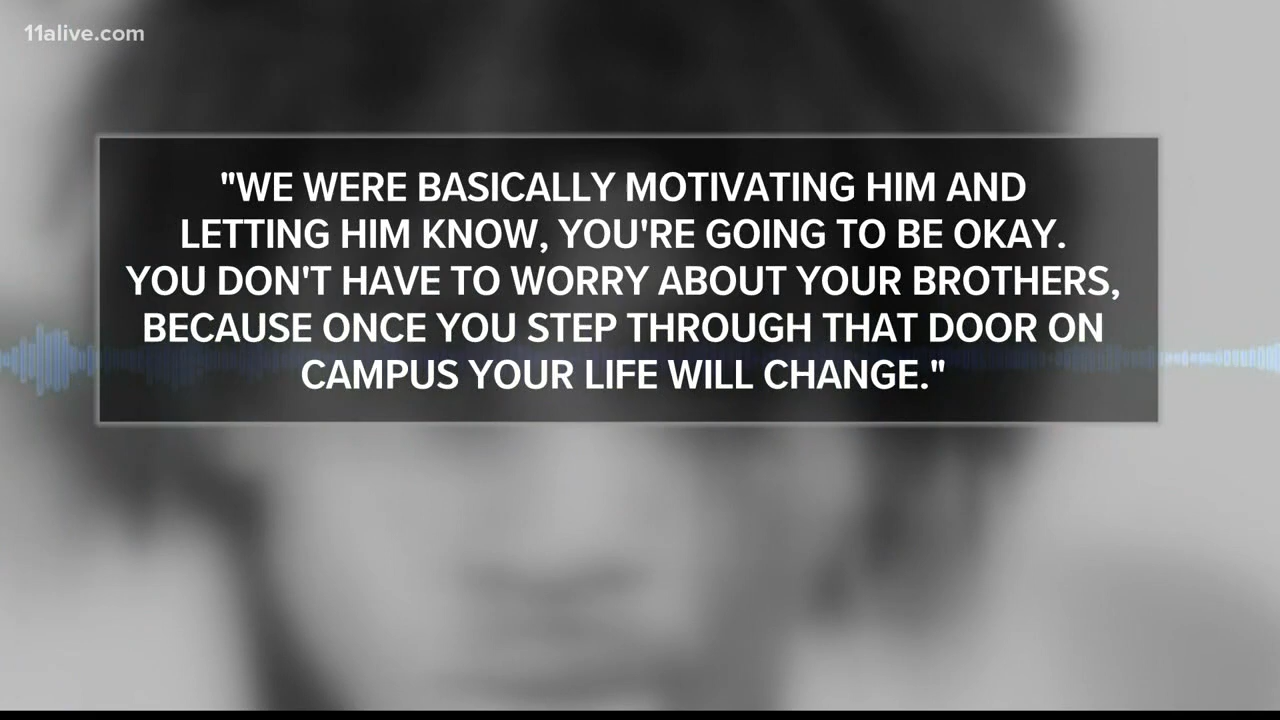 11alive.com
"WE WERE BASICALLY MOTIVATING HIM AND
LETTING HIM KNOW, YOU'RE GOING TO BE OKAY.
YOU DON'T HAVE TO WORRY ABOUT YOUR BROTHERS,
BECAUSE ONCE YOU STEP THROUGH THAT DOOR ON
CAMPUS YOUR LIFE WILL CHANGE."